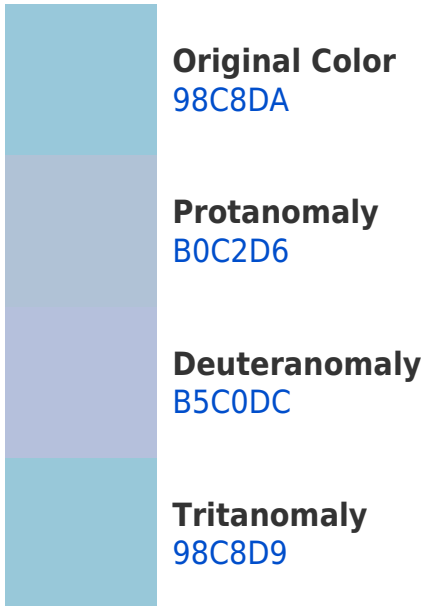 Original Color
98C8DA
Protanomaly
B0C2D6
Deuteranomaly
B5C0DC
Tritanomaly
98C8D9